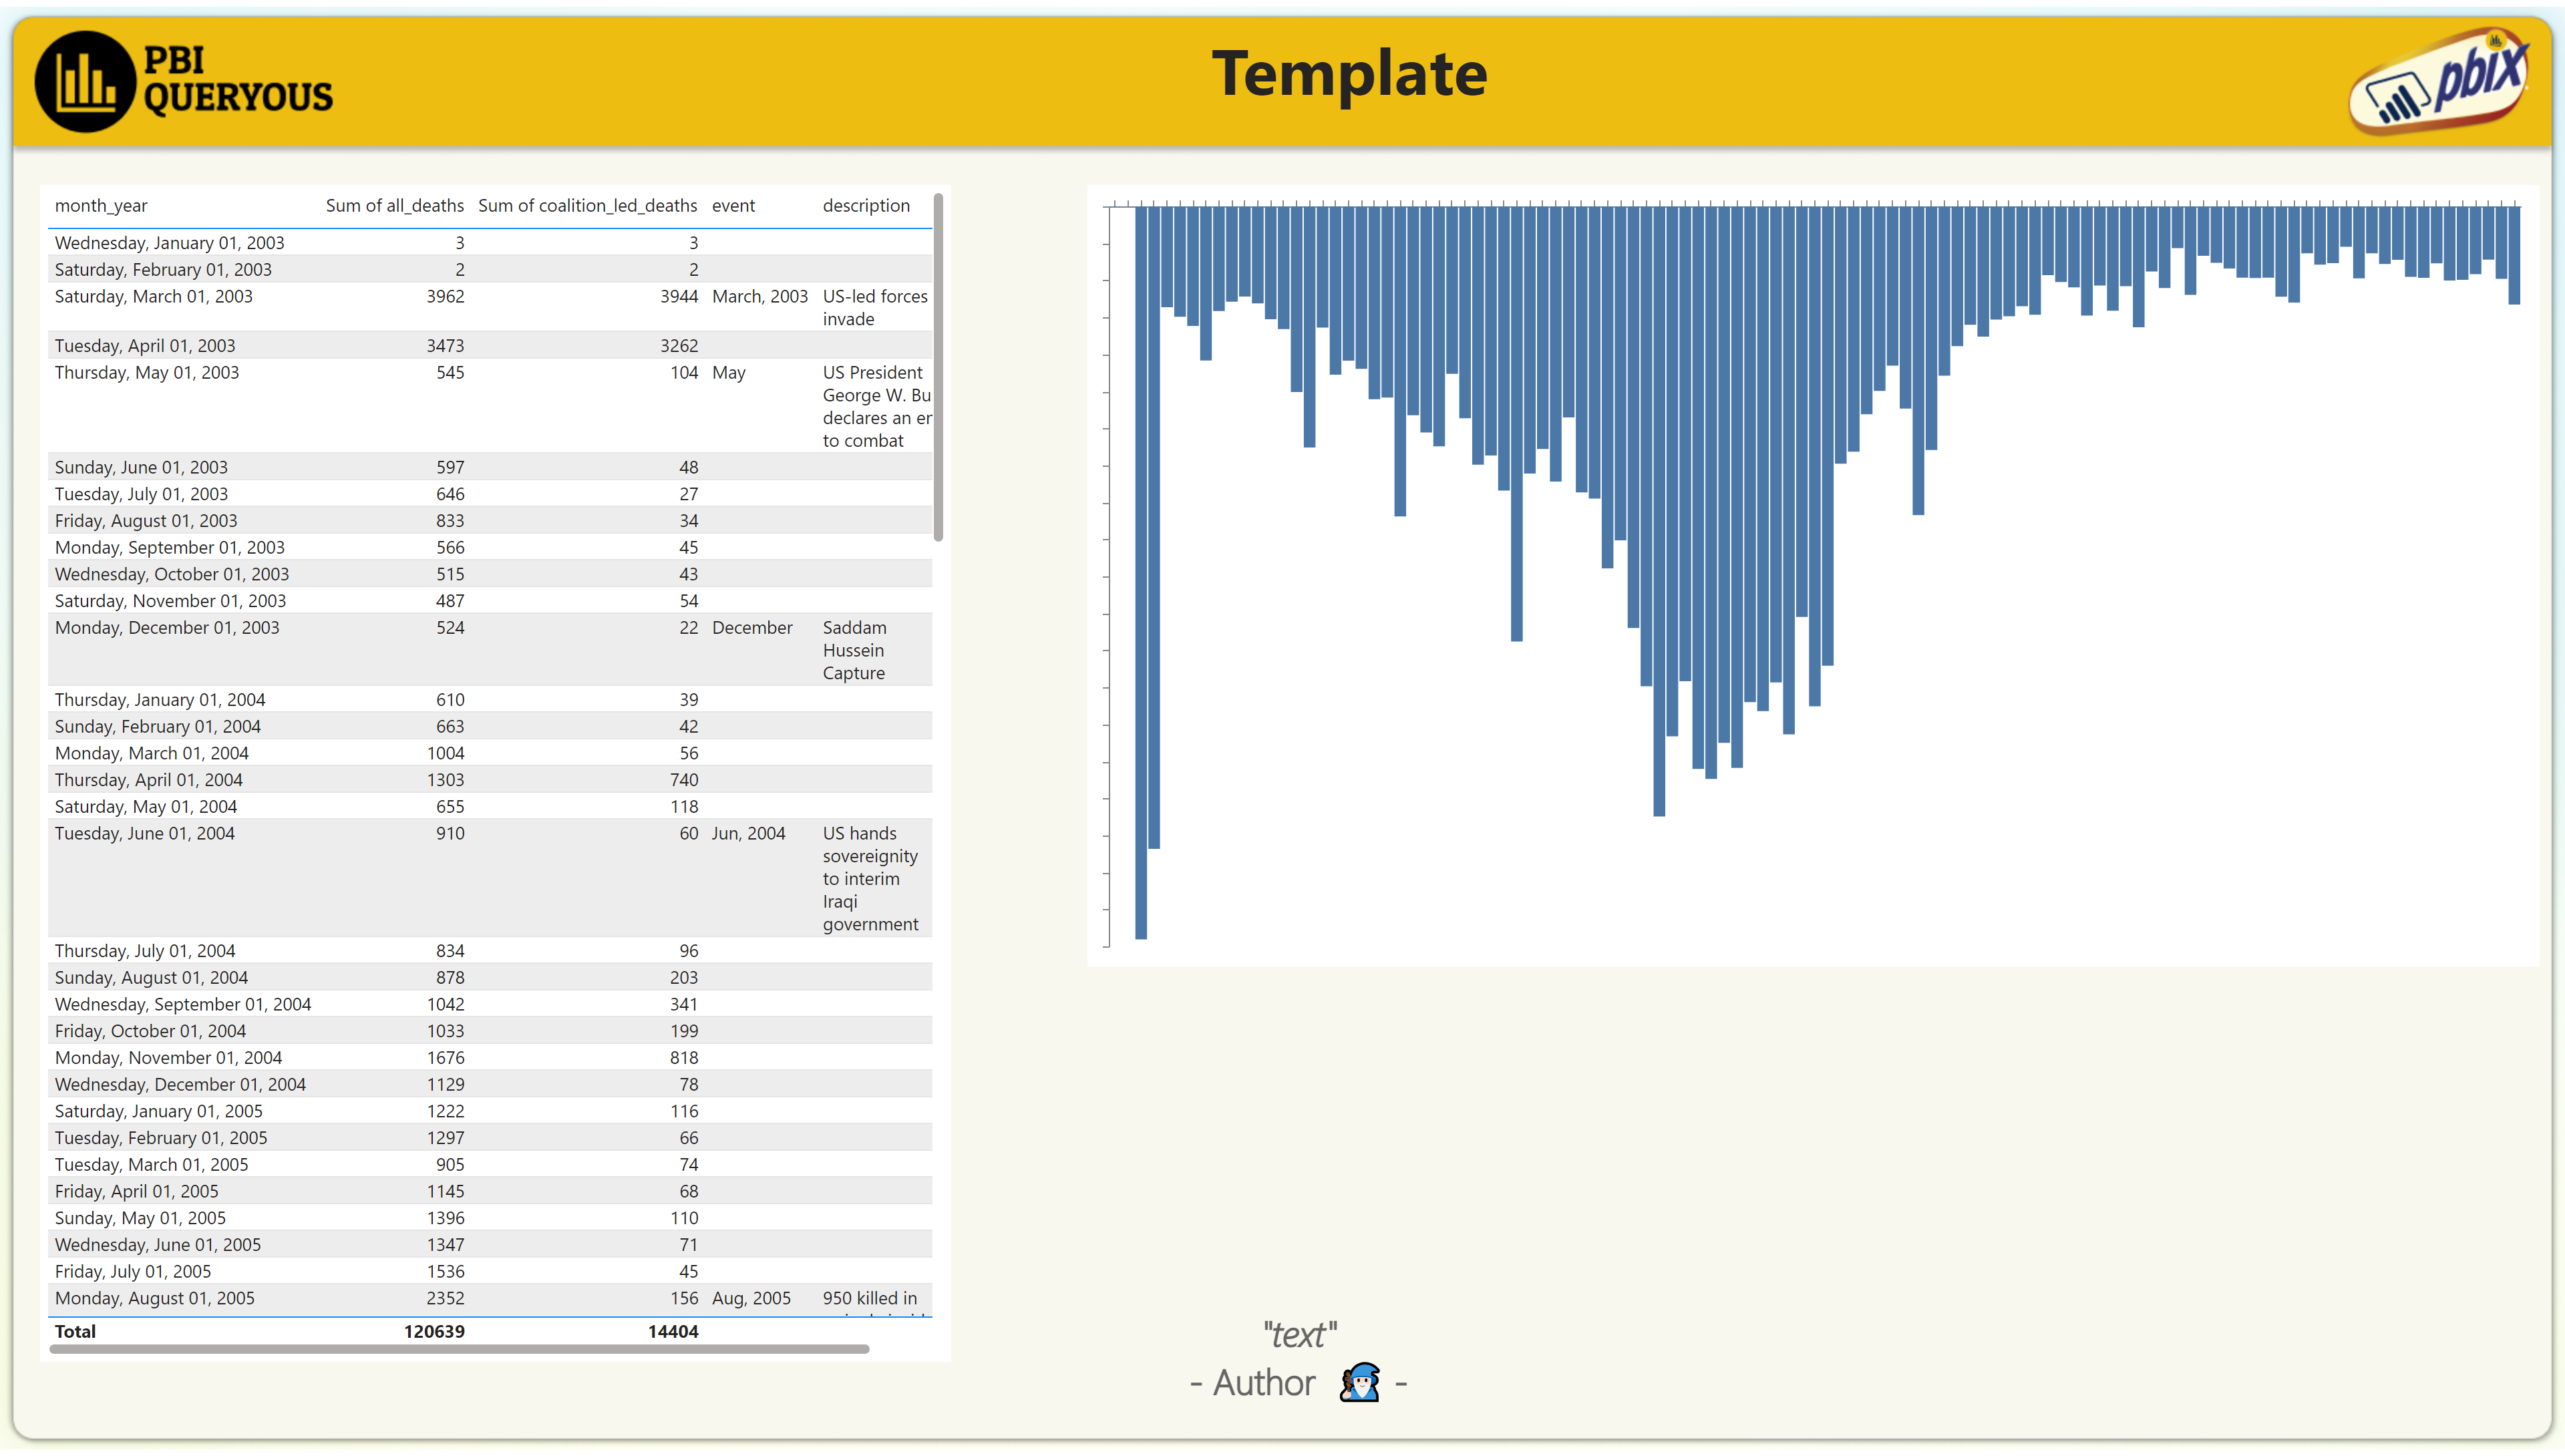 PBI
QUERYOUS
Template
pbix
month_year Sum of all_deaths Sum of coalition_led_deaths event description
Wednesday, January 01, 2003 3 3
Saturday, February 01, 2003 2 2
Saturday, March 01, 2003 3962 3944 March, 2003 US-led forces
invade
Tuesday, April 01, 2003 3473 3262
Thursday, May 01, 2003 545 104 May US President
George W. Bu
declares an er
to combat
Sunday, June 01, 2003 597 48
Tuesday, July 01, 2003 646 27
Friday, August 01, 2003 833 34
Monday, September 01, 2003 566 45
Wednesday, October 01, 2003 515 43
Saturday, November 01, 2003 487 54
Monday, December 01, 2003 524 22 December Saddam
Hussein
Capture
Thursday, January 01, 2004 610 39
Sunday, February 01, 2004 663 42
Monday, March 01, 2004 1004 56
Thursday, April 01, 2004 1303 740
Saturday, May 01, 2004 655 118
Tuesday, June 01, 2004 910 60 Jun, 2004 US hands
sovereignity
to interim
Iraqi
government
Thursday, July 01, 2004 834 96
Sunday, August 01, 2004 878 203
Wednesday, September 01, 2004 1042 341
Friday, October 01, 2004 1033 199
Monday, November 01, 2004 1676 818
Wednesday, December 01, 2004 1129 78
Saturday, January 01, 2005 1222 116
Tuesday, February 01, 2005 1297 66
Tuesday, March 01, 2005 905 74
Friday, April 01, 2005 1145 68
Sunday, May 01, 2005 1396 110
Wednesday, June 01, 2005 1347 71
Friday, July 01, 2005 1536 45
Monday, August 01, 2005 2352 156 Aug, 2005 950 killed in
Total 120639 14404
"text"
- Author -